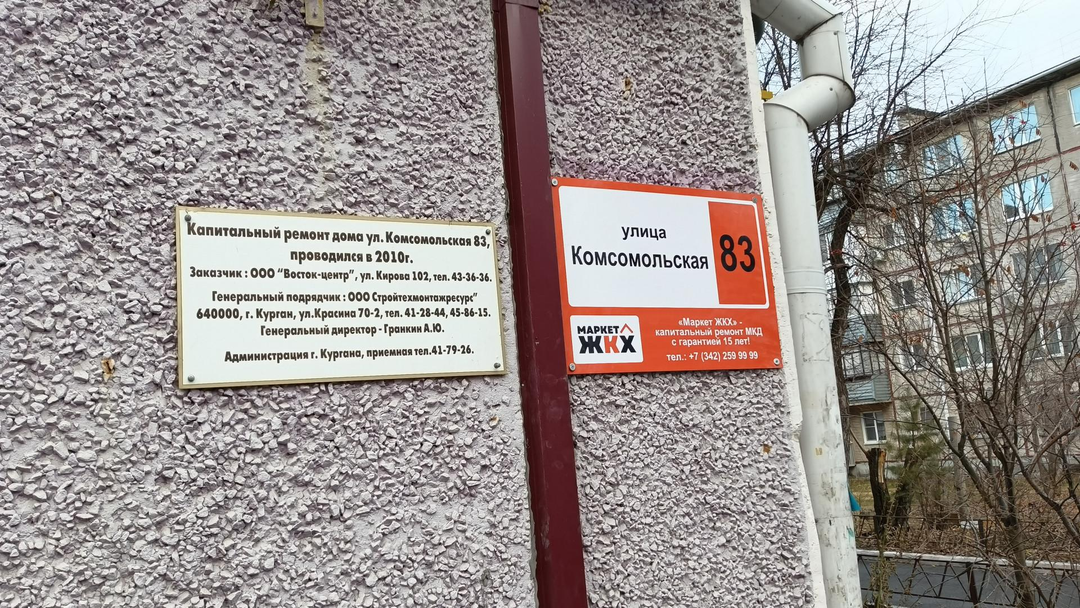 Капитальный ремонт дома ул. Комсомольская 83,
проводился в 2010г.
Заказчик : ООО "Восток-центр", ул. Кирова 102, тел. 43-36-36.
Генеральный подрядчик : ООО Стройтехмонтажресурс"
640000, г. Курган, ул.Красина 70-2, тел. 41-28-44, 45-86-15.
Генеральный директор - Гранкин А.Ю.
Администрация г. Кургана, приемная тел.41-79-26.
улица
Комсомольская
83
МАРКЕТ
ЖКХ
«Маркет ЖКХ» -
капитальный ремонт МКД
с гарантией 15 лет!
тел.: +7 (342) 259 99 99